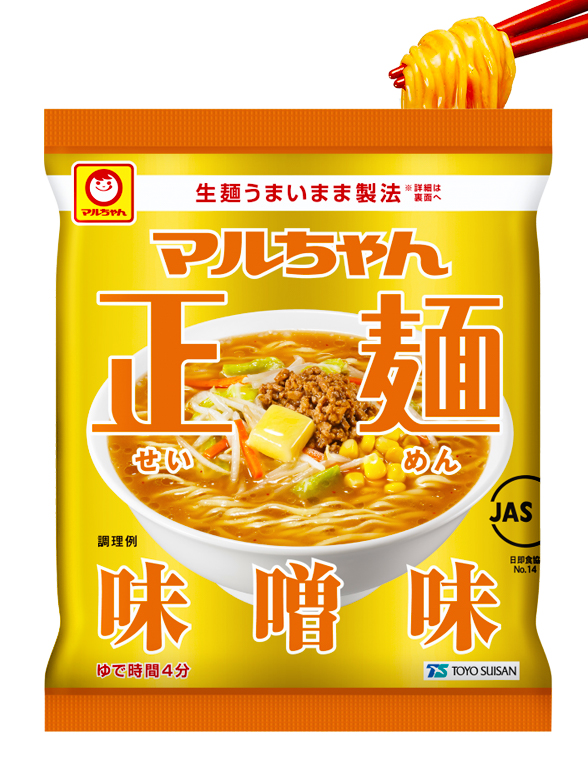 マルちゃん
生麺うまいまま製法 ※詳細は
裏面へ
マルちゃん
正麺
せい めん
JAS
日即食協
No.14
調理例
味噌味
ゆで時間4分
TS TOYO SUISAN